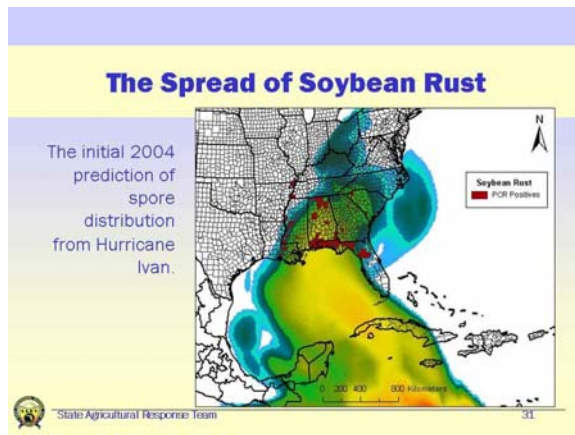 The Spread of Soybean Rust
The initial 2004
prediction of
spore
distribution
from Hurricane
Ivan.
N
Soybean Rust
PCR Positives
0 200 400 800 Kilometers
State Agricultural Response Team
31